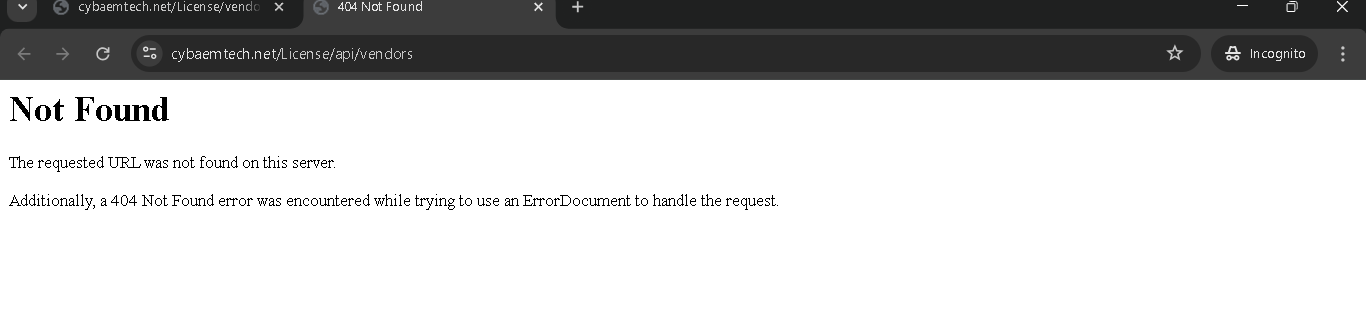 cybaemtech.net/License/vendo
404 Not Found
cybaemtech.net/License/api/vendors
Incognito
Not Found
The requested URL was not found on this server.
Additionally, a 404 Not Found error was encountered while trying to use an ErrorDocument to handle the request.